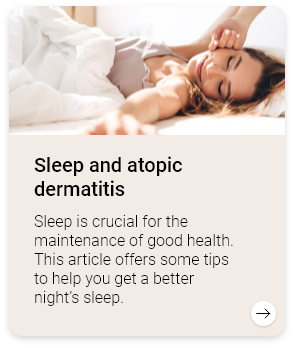 Sleep and atopic
dermatitis
Sleep is crucial for the
maintenance of good health.
This article offers some tips
to help you get a better
night's sleep.